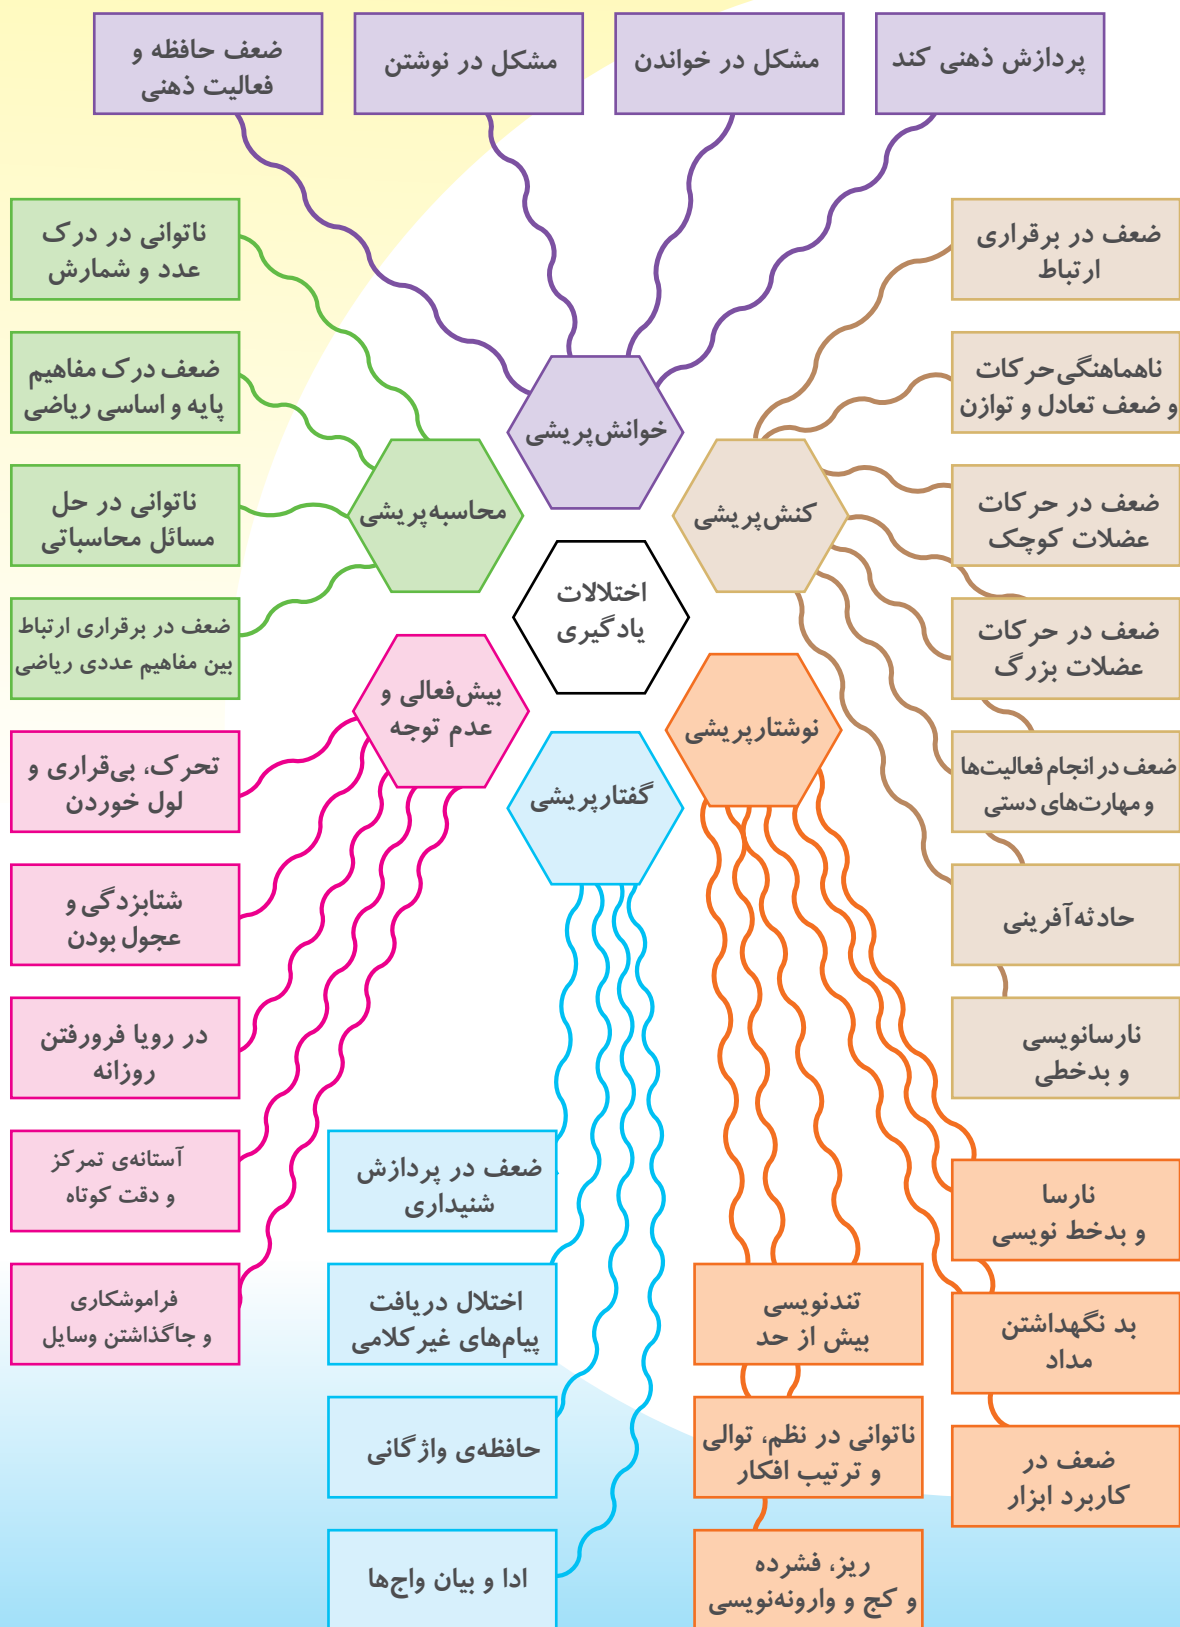 پردازش ذهنی کند
مشکل در خواندن
مشکل در نوشتن
ضعف حافظه و
فعالیت ذهنی
خوانش‌پریشی
ناتوانی در درک
عدد و شمارش
ضعف درک مفاهیم
پایه و اساسی ریاضی
ناتوانی در حل
مسائل محاسباتی
ضعف در برقراری ارتباط
بین مفاهیم عددی ریاضی
محاسبه‌پریشی
ضعف در برقراری
ارتباط
ناهماهنگی حرکات
و ضعف تعادل و توازن
ضعف در حرکات
عضلات کوچک
ضعف در حرکات
عضلات بزرگ
ضعف در انجام فعالیت‌ها
و مهارت‌های دستی
حادثه‌آفرینی
نارسانویسی
و بدخطی
کنش‌پریشی
اختلالات
یادگیری
بیش‌فعالی و
عدم توجه
تحرک، بی‌قراری و
لول خوردن
شتابزدگی و
عجول بودن
در رویا فرورفتن
روزانه
آستانه‌ی تمرکز
و دقت کوتاه
فراموشکاری
و جاگذاشتن وسایل
گفتارپریشی
ضعف در پردازش
شنیداری
اختلال دریافت
پیام‌های غیرکلامی
حافظه‌ی واژگانی
ادا و بیان واج‌ها
نوشتارپریشی
نارسا
و بدخط نویسی
بد نگهداشتن
مداد
ضعف در
کاربرد ابزار
تندنویسی
بیش از حد
ناتوانی در نظم، توالی
و ترتیب افکار
ریز، فشرده
و کج و وارونه‌نویسی